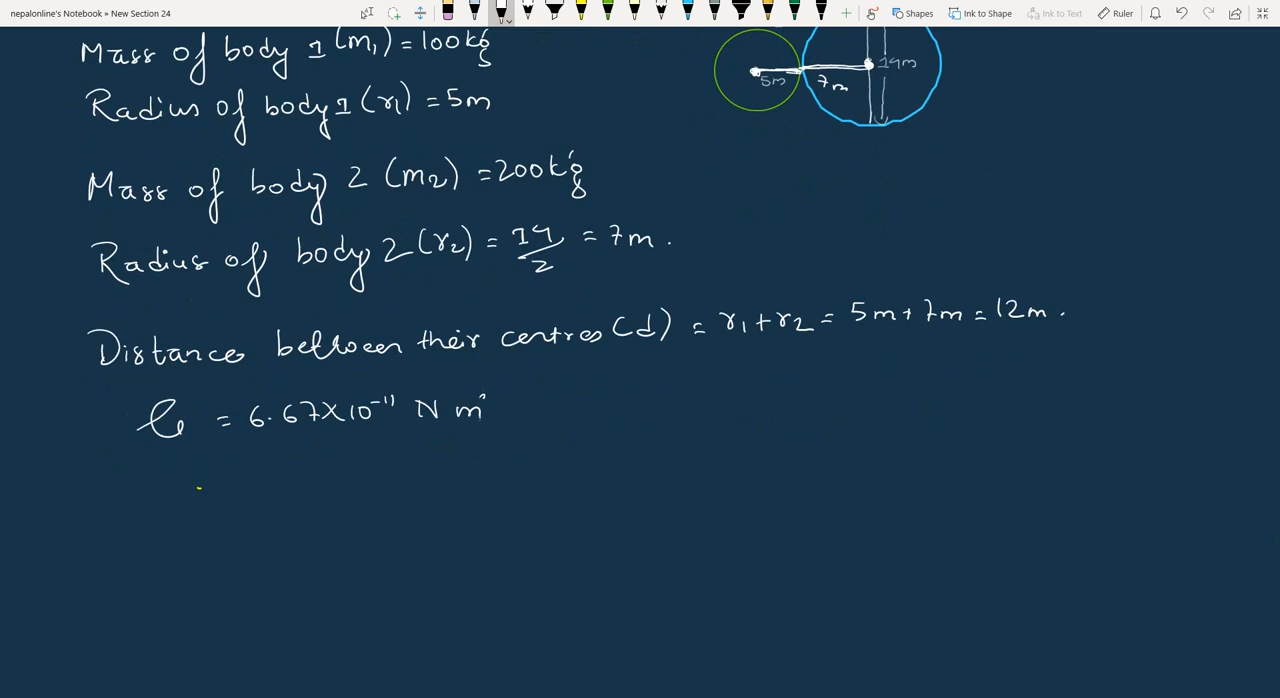 nepalonline's Notebook » New Section 24
Shapes Ink to Shape Ink to Text Ruler
Mass of body 1 (m₁) = 100kg
5m 7m 14m
Radius of body 1 (r₁) = 5m
Mass of body 2 (m₂) = 200kg
Radius of body 2 (r₂) = 14/2 = 7m.
Distance between their centres (d) = r₁+r₂ = 5m+7m = 12m.
G = 6.67×10⁻¹¹ N m²